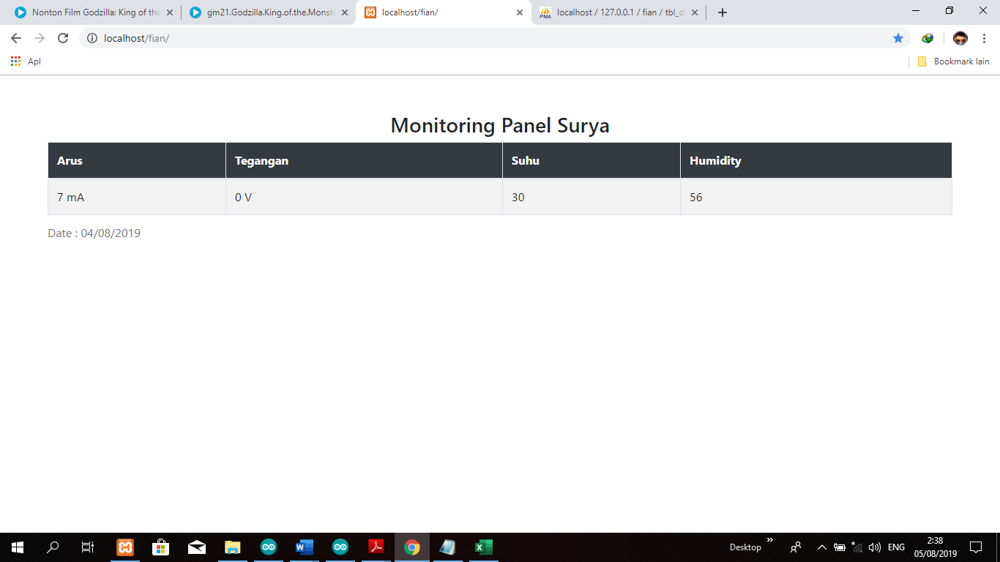 Nonton Film Godzilla: King of the
gm21.Godzilla.King.of.the.Monste
localhost/fian/
localhost / 127.0.0.1 / fian / tbl_d
localhost/fian/
Apl
Bookmark lain
Monitoring Panel Surya
Arus Tegangan Suhu Humidity
7 mA 0 V 30 56
Date : 04/08/2019
Desktop
ENG
2:38
05/08/2019